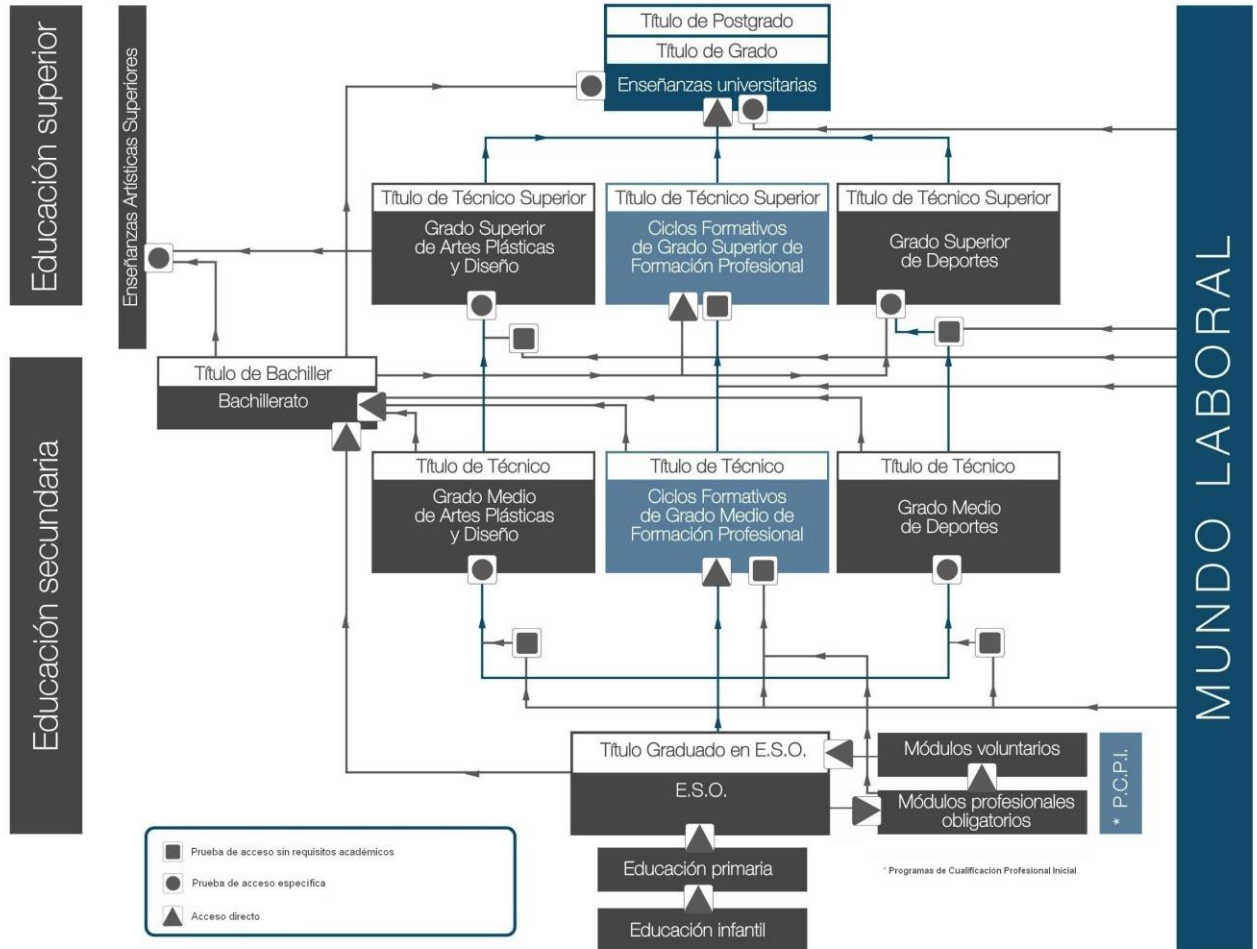 Educación superior
Enseñanzas Artísticas Superiores
Título de Postgrado
Título de Grado
Enseñanzas universitarias
Título de Técnico Superior
Grado Superior
de Artes Plásticas
y Diseño
Título de Técnico Superior
Ciclos Formativos
de Grado Superior de
Formación Profesional
Título de Técnico Superior
Grado Superior
de Deportes
MUNDO LABORAL
Educación secundaria
Título de Bachiller
Bachillerato
Título de Técnico
Grado Medio
de Artes Plásticas
y Diseño
Título de Técnico
Ciclos Formativos
de Grado Medio de
Formación Profesional
Título de Técnico
Grado Medio
de Deportes
Título Graduado en E.S.O.
E.S.O.
Módulos voluntarios
Módulos profesionales
obligatorios
* P.C.P.I.
Educación primaria
Educación infantil
* Programas de Cualificación Profesional Inicial
Prueba de acceso sin requisitos académicos
Prueba de acceso específica
Acceso directo